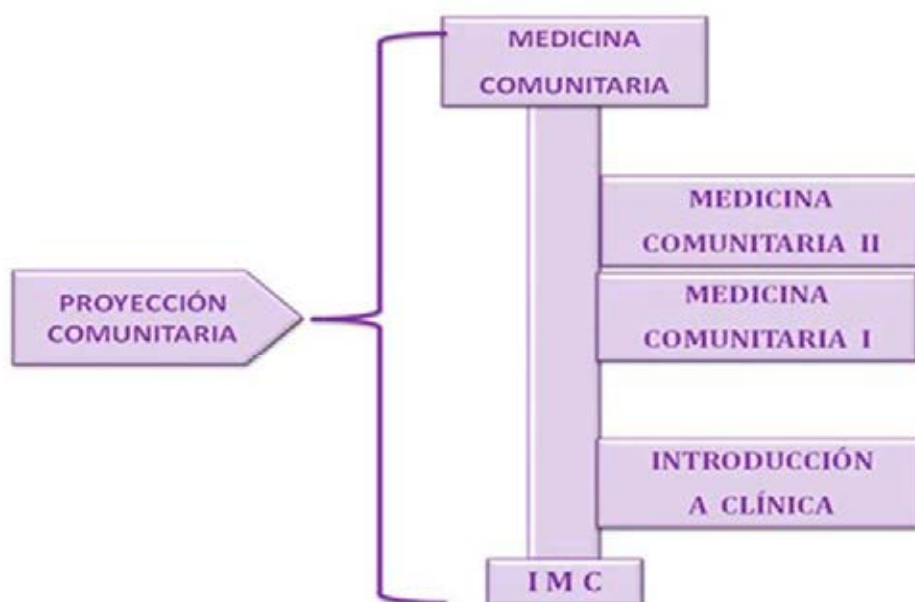 MEDICINA
COMUNITARIA
MEDICINA
COMUNITARIA II
PROYECCIÓN
COMUNITARIA
MEDICINA
COMUNITARIA I
INTRODUCCIÓN
A CLÍNICA
I M C